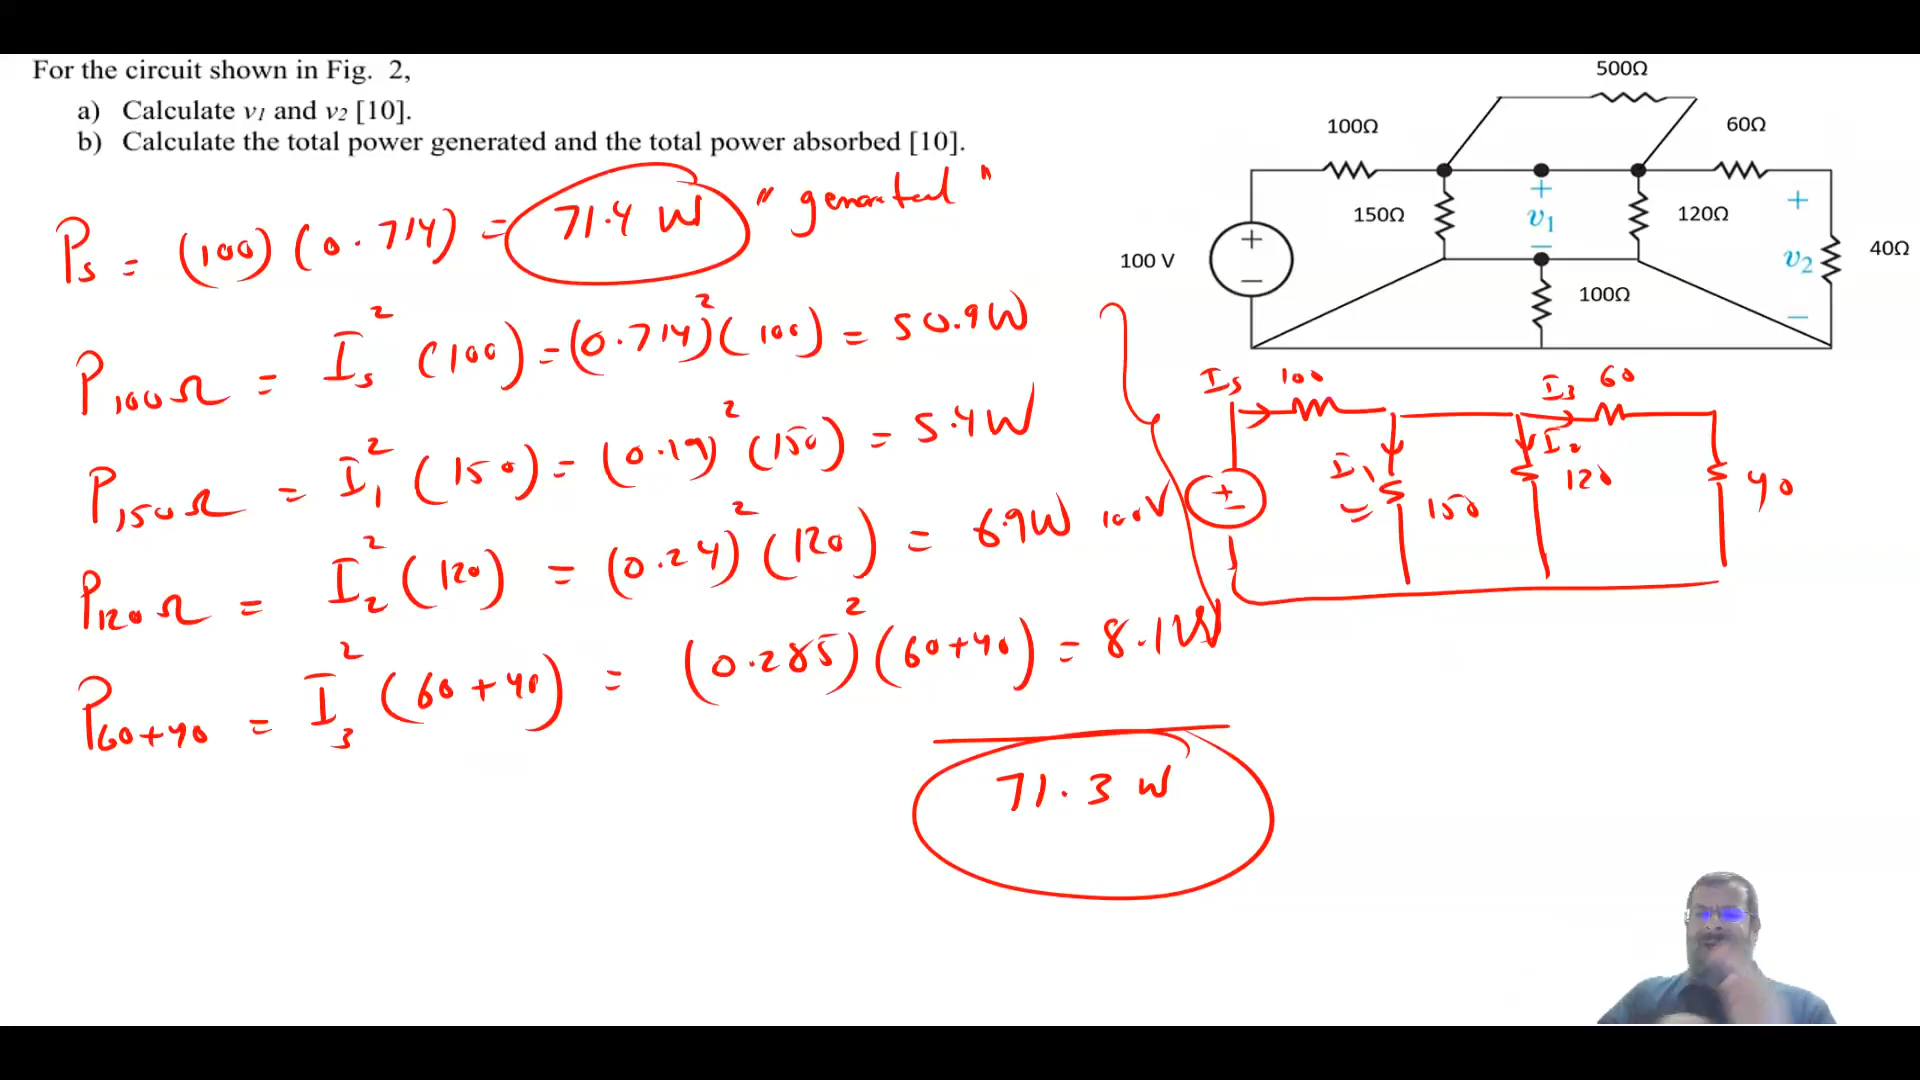 For the circuit shown in Fig. 2,
a) Calculate v1 and v2 [10].
b) Calculate the total power generated and the total power absorbed [10].
Ps = (100) (0.714) = 71.4 W "generated"
P100Ω = Is² (100) = (0.714)² (100) = 50.9W
P150Ω = I1² (150) = (0.19)² (150) = 5.4W
P120Ω = I2² (120) = (0.24)² (120) = 6.9W
P60+40 = I3² (60+40) = (0.285)² (60+40) = 8.1W
71.3 W
500Ω
100Ω
60Ω
150Ω
+
v1
−
120Ω
+
v2
−
40Ω
100 V
+
−
100Ω
Is 100
I3 60
I1
150
I2
120
40
100V
+
−